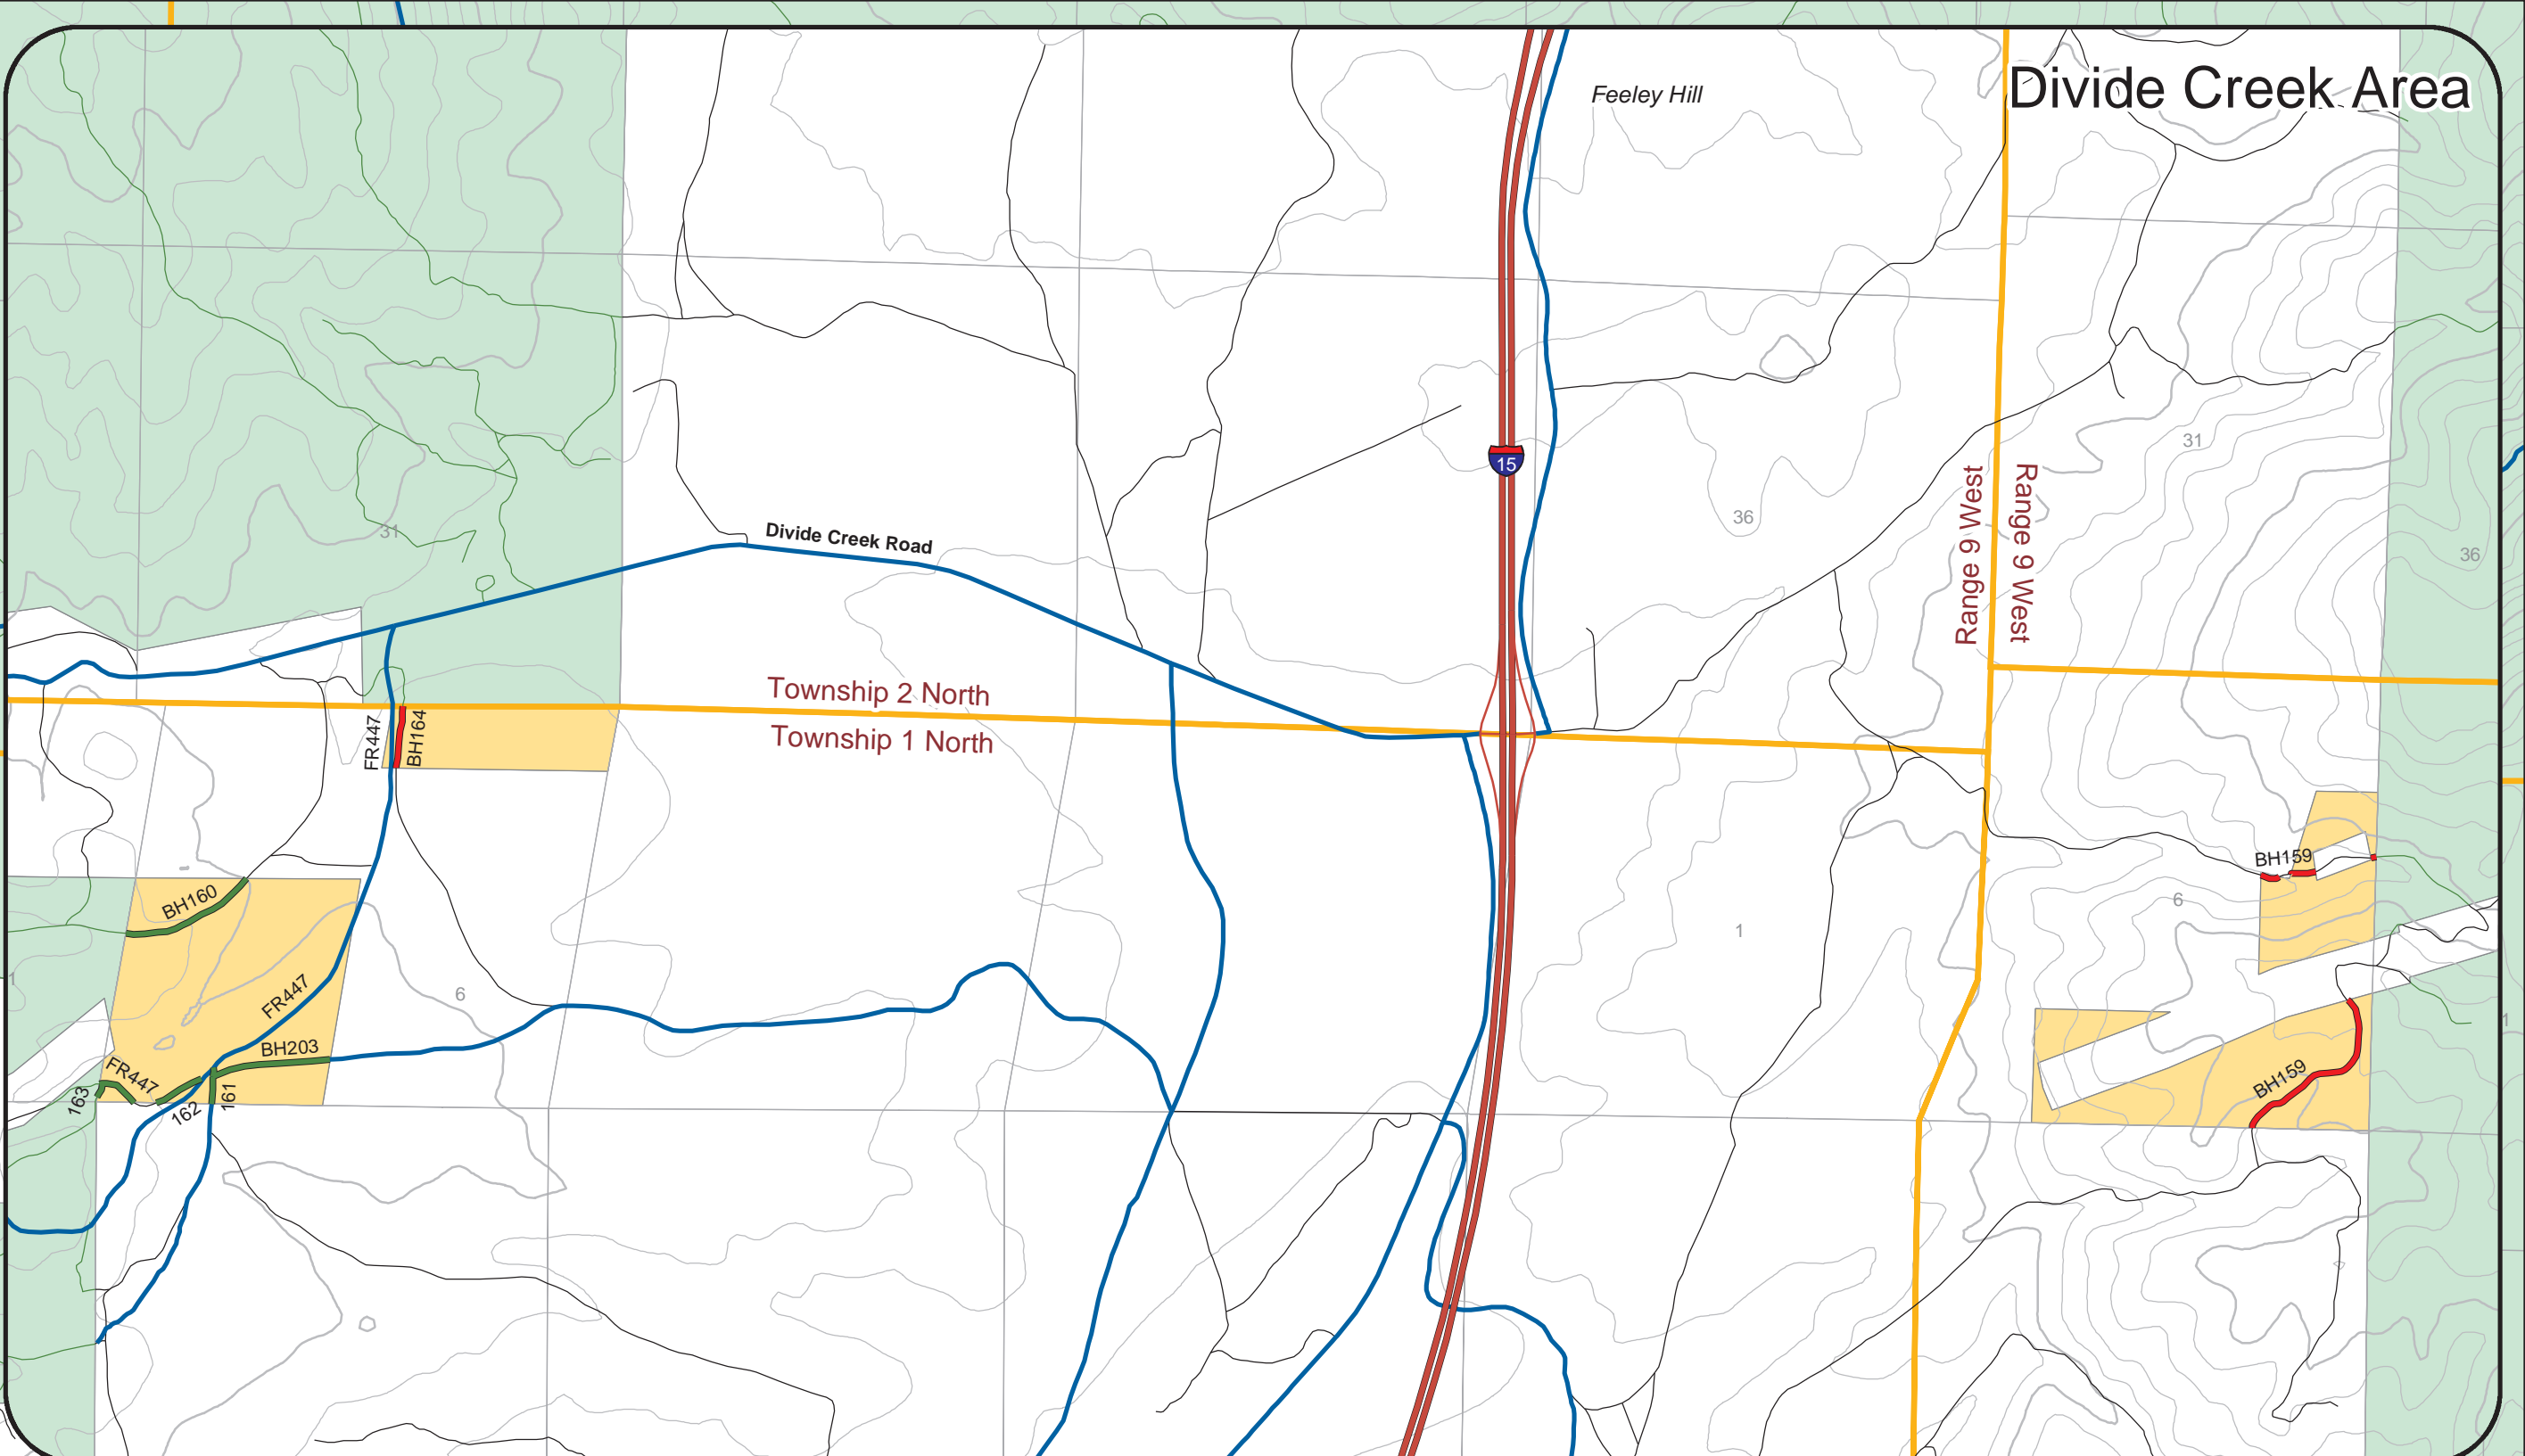 Feeley Hill
Divide Creek Area
15
31
36
Range 9 West
Range 9 West
31
36
Divide Creek Road
Township 2 North
Township 1 North
FR447
BH164
BH159
BH160
6
1
1
6
FR447
BH203
FR447
163
162
161
BH159
1